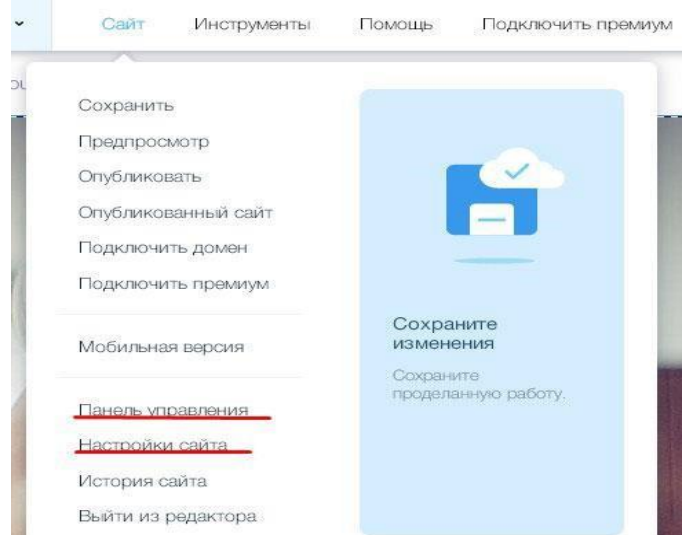 Сайт Инструменты Помощь Подключить премиум
Сохранить
Предпросмотр
Опубликовать
Опубликованный сайт
Подключить домен
Подключить премиум
Мобильная версия
Панель управления
Настройки сайта
История сайта
Выйти из редактора
Сохраните
изменения
Сохраните
проделанную работу.